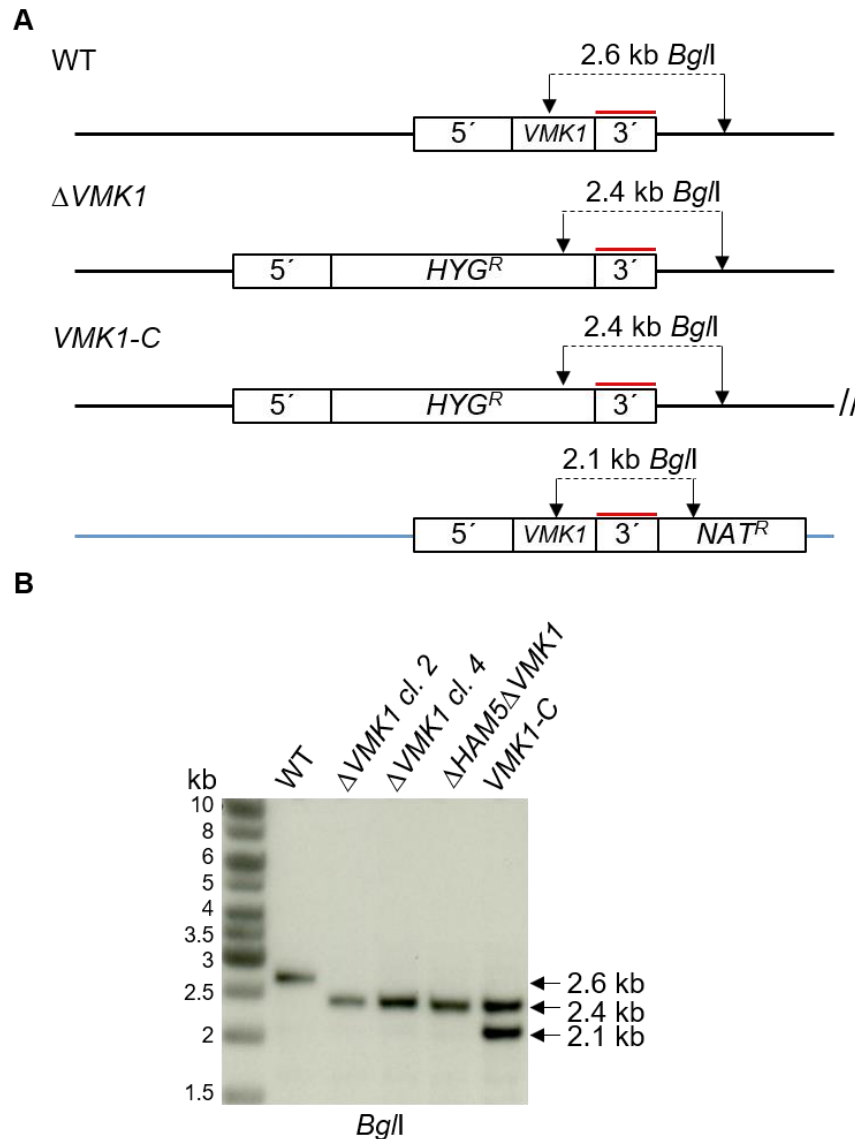 A
WT
2.6 kb BglI
5´ VMK1 3´
ΔVMK1
2.4 kb BglI
5´ HYGᴿ 3´
VMK1-C
2.4 kb BglI
5´ HYGᴿ 3´ //
2.1 kb BglI
5´ VMK1 3´ NATᴿ
B
kb WT ΔVMK1 cl. 2 ΔVMK1 cl. 4 ΔHAM5ΔVMK1 VMK1-C
10
8
6
5
4
3.5
3
2.6 kb
2.5
2.4 kb
2
2.1 kb
1.5
BglI